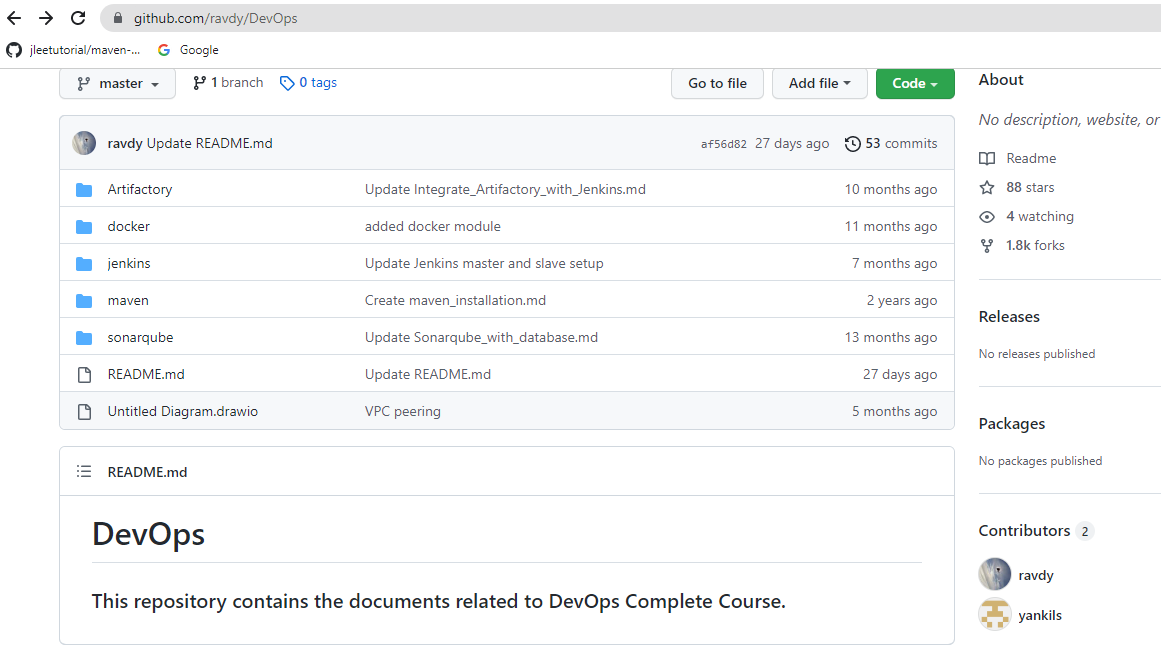 github.com/ravdy/DevOps
jleetutorial/maven-... Google
master 1 branch 0 tags Go to file Add file Code
ravdy Update README.md af56d82 27 days ago 53 commits
Artifactory Update Integrate_Artifactory_with_Jenkins.md 10 months ago
docker added docker module 11 months ago
jenkins Update Jenkins master and slave setup 7 months ago
maven Create maven_installation.md 2 years ago
sonarqube Update Sonarqube_with_database.md 13 months ago
README.md Update README.md 27 days ago
Untitled Diagram.drawio VPC peering 5 months ago
README.md
DevOps
This repository contains the documents related to DevOps Complete Course.
About
No description, website, or
Readme
88 stars
4 watching
1.8k forks
Releases
No releases published
Packages
No packages published
Contributors 2
ravdy
yankils